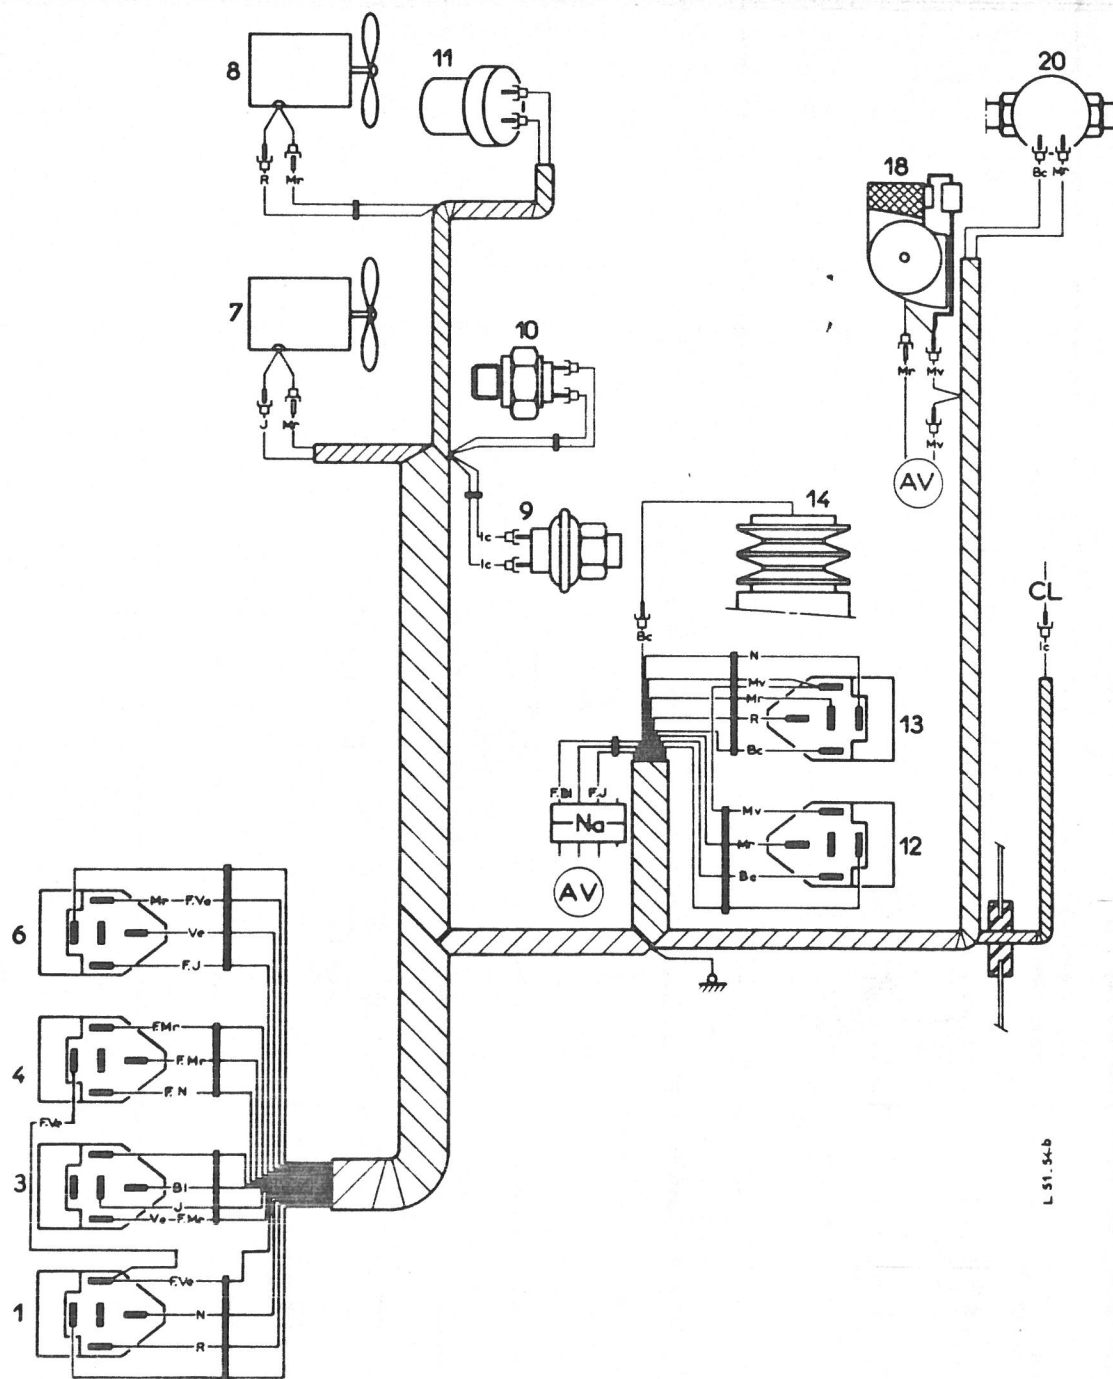 8
11
20
R
Mr
Bc
Mr
18
7
10
Mr
Mv
J
Mr
Mv
AV
9
14
Ic
Ic
CL
Bc
Ic
N
Mv
Mr
R
13
Bc
F.Bl
F.J
Na
Mv
Mr
12
Bc
AV
6
Mr
F.Ve
Ve
F.J
F.Mr
4
F.Mr
F.N
F.Ve
3
Bl
J
Ve
F.Mr
F.Ve
1
N
R
L 51. 54.b